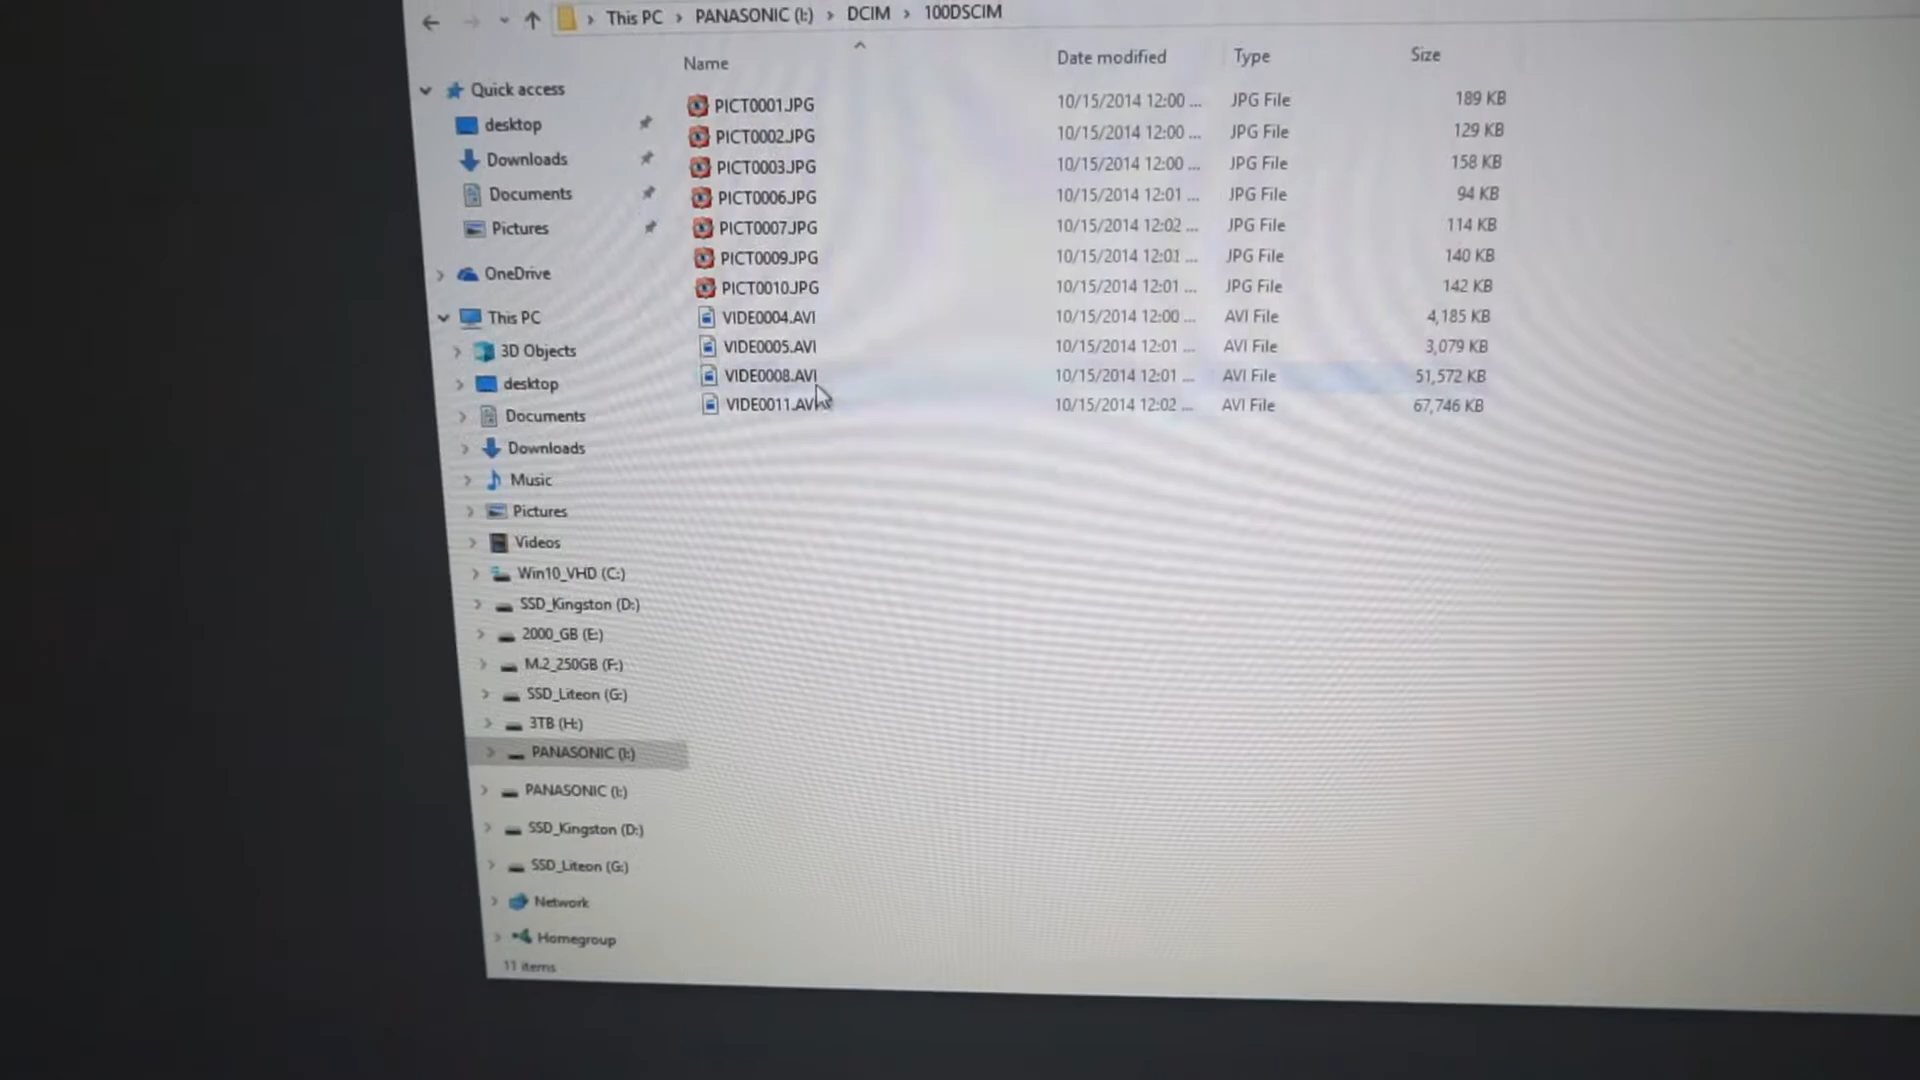 This PC > PANASONIC (I:) > DCIM > 100DSCIM
Name Date modified Type Size
PICT0001.JPG 10/15/2014 12:00 ... JPG File 189 KB
PICT0002.JPG 10/15/2014 12:00 ... JPG File 129 KB
PICT0003.JPG 10/15/2014 12:00 ... JPG File 158 KB
PICT0006.JPG 10/15/2014 12:01 ... JPG File 94 KB
PICT0007.JPG 10/15/2014 12:02 ... JPG File 114 KB
PICT0009.JPG 10/15/2014 12:01 ... JPG File 140 KB
PICT0010.JPG 10/15/2014 12:01 ... JPG File 142 KB
VIDE0004.AVI 10/15/2014 12:00 ... AVI File 4,185 KB
VIDE0005.AVI 10/15/2014 12:01 ... AVI File 3,079 KB
VIDE0008.AVI 10/15/2014 12:01 ... AVI File 51,572 KB
VIDE0011.AVI 10/15/2014 12:02 ... AVI File 67,746 KB
Quick access
desktop
Downloads
Documents
Pictures
OneDrive
This PC
3D Objects
desktop
Documents
Downloads
Music
Pictures
Videos
Win10_VHD (C:)
SSD_Kingston (D:)
2000_GB (E:)
M.2_250GB (F:)
SSD_Liteon (G:)
3TB (H:)
PANASONIC (I:)
PANASONIC (I:)
SSD_Kingston (D:)
SSD_Liteon (G:)
Network
Homegroup
11 items